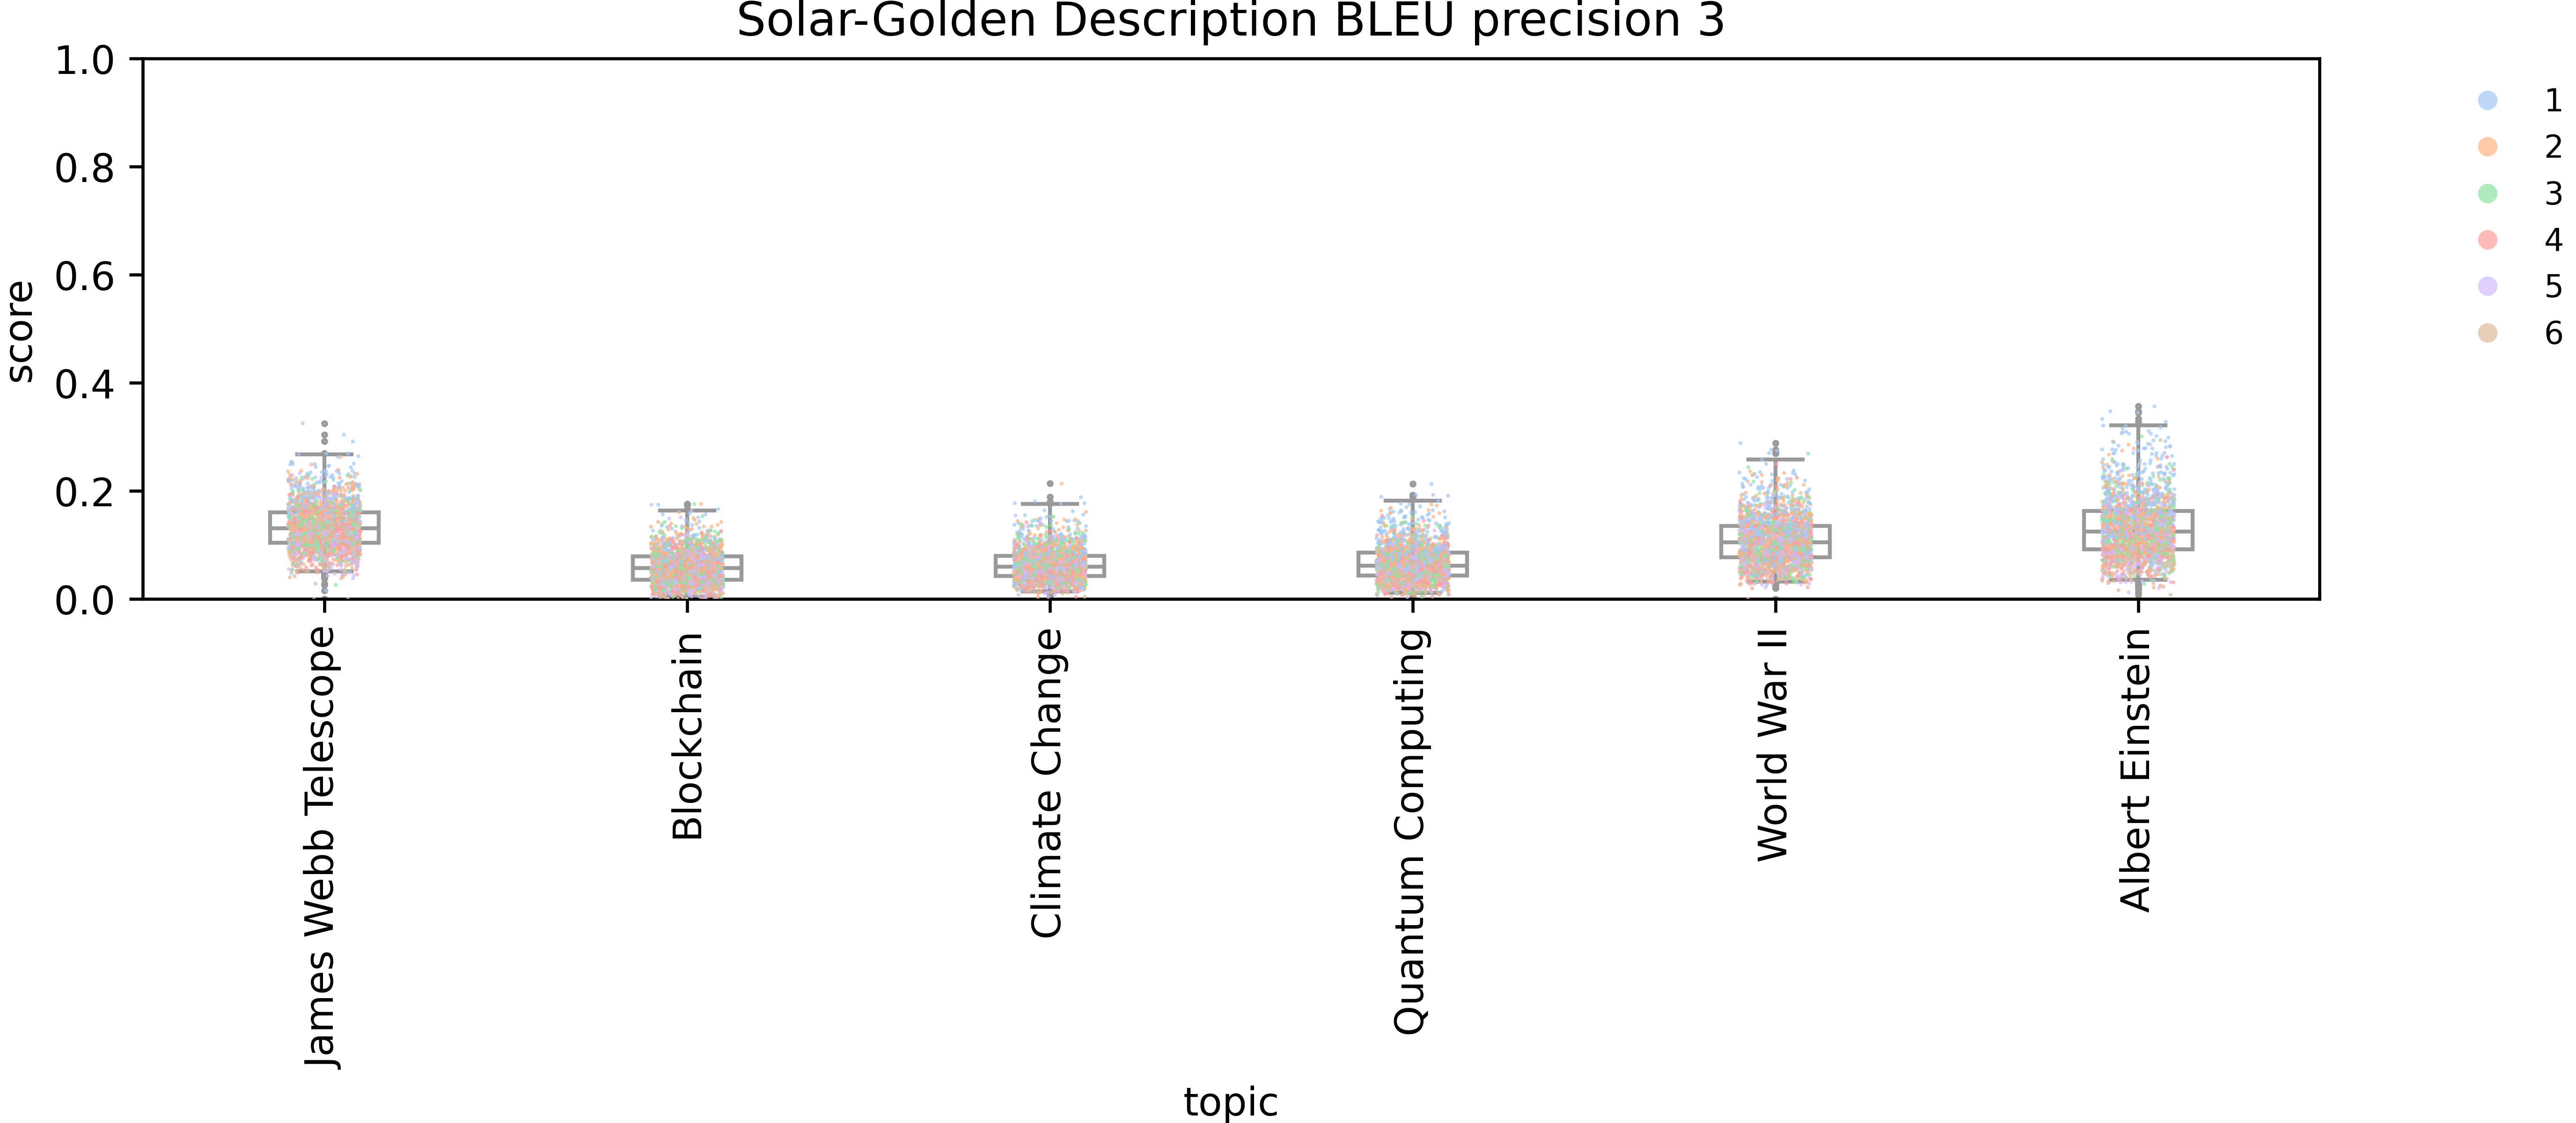 Solar-Golden Description BLEU precision 3
1.0
0.8
0.6
0.4
0.2
0.0
score
1
2
3
4
5
6
James Webb Telescope
Blockchain
Climate Change
Quantum Computing
World War II
Albert Einstein
topic